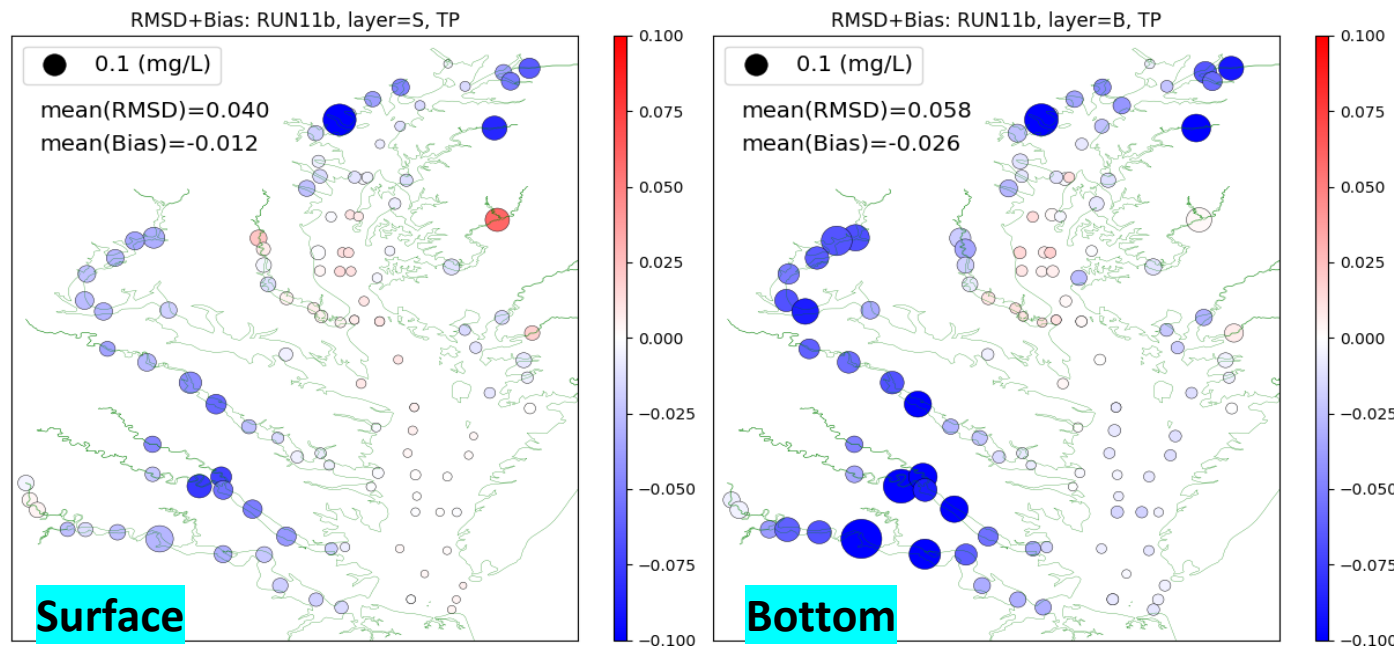 RMSD+Bias: RUN11b, layer=S, TP
0.1 (mg/L)
mean(RMSD)=0.040
mean(Bias)=-0.012
Surface
0.100
0.075
0.050
0.025
0.000
−0.025
−0.050
−0.075
−0.100
RMSD+Bias: RUN11b, layer=B, TP
0.1 (mg/L)
mean(RMSD)=0.058
mean(Bias)=-0.026
Bottom
0.100
0.075
0.050
0.025
0.000
−0.025
−0.050
−0.075
−0.100